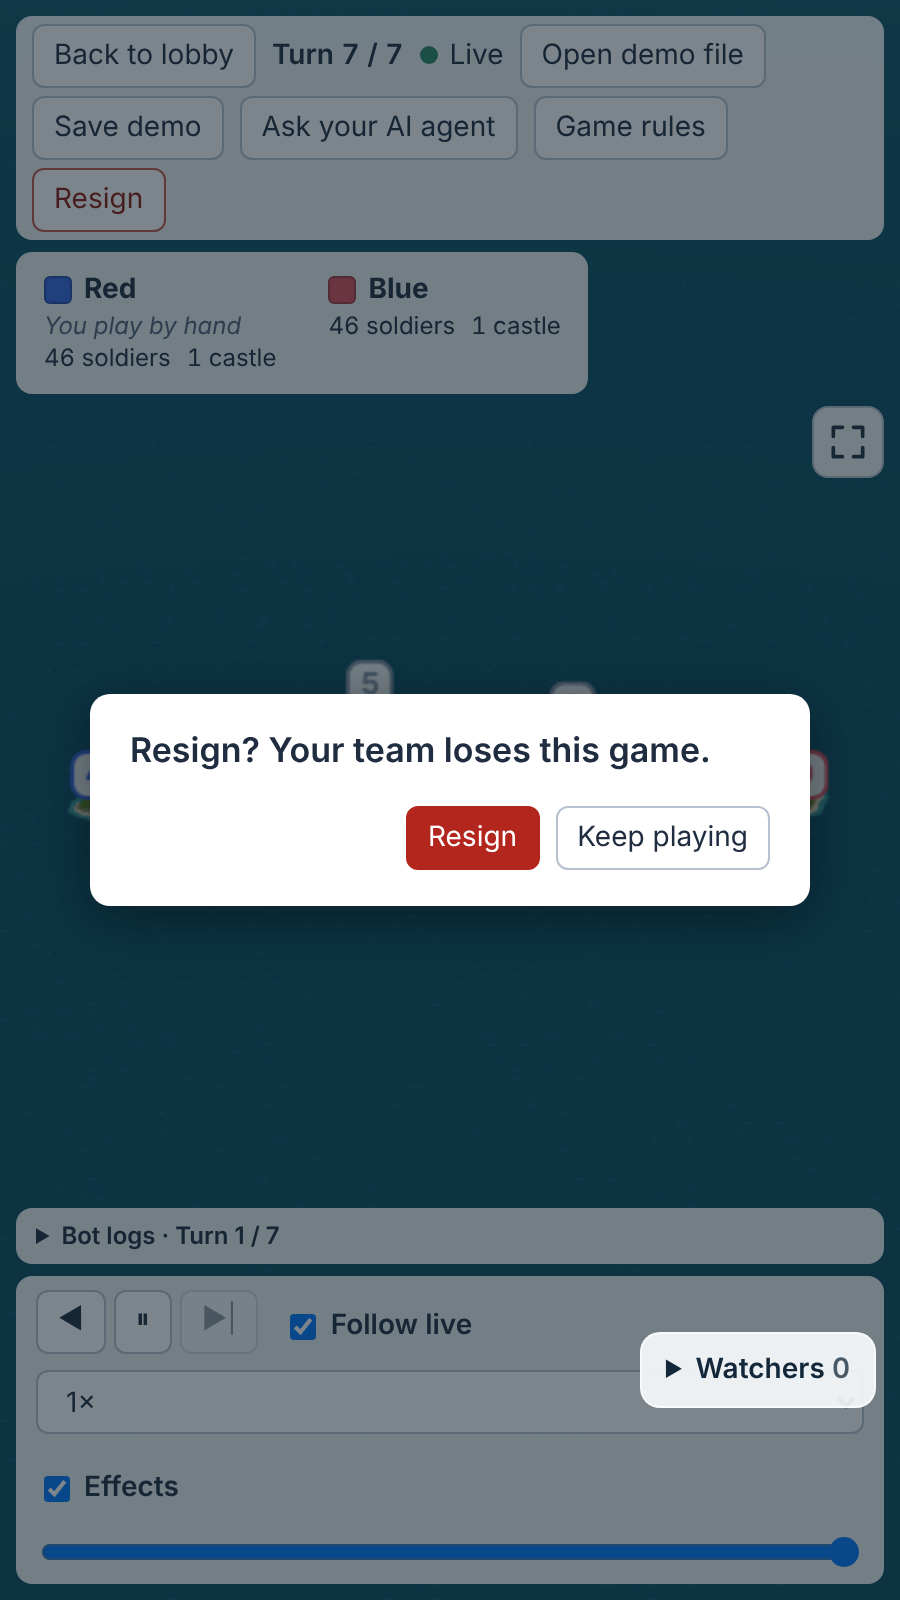 Back to lobby Turn 7 / 7 Live Open demo file
Save demo Ask your AI agent Game rules
Resign
Red Blue
You play by hand 46 soldiers 1 castle
46 soldiers 1 castle
5
Resign? Your team loses this game.
Resign Keep playing
Bot logs · Turn 1 / 7
Follow live
Watchers 0
1×
Effects